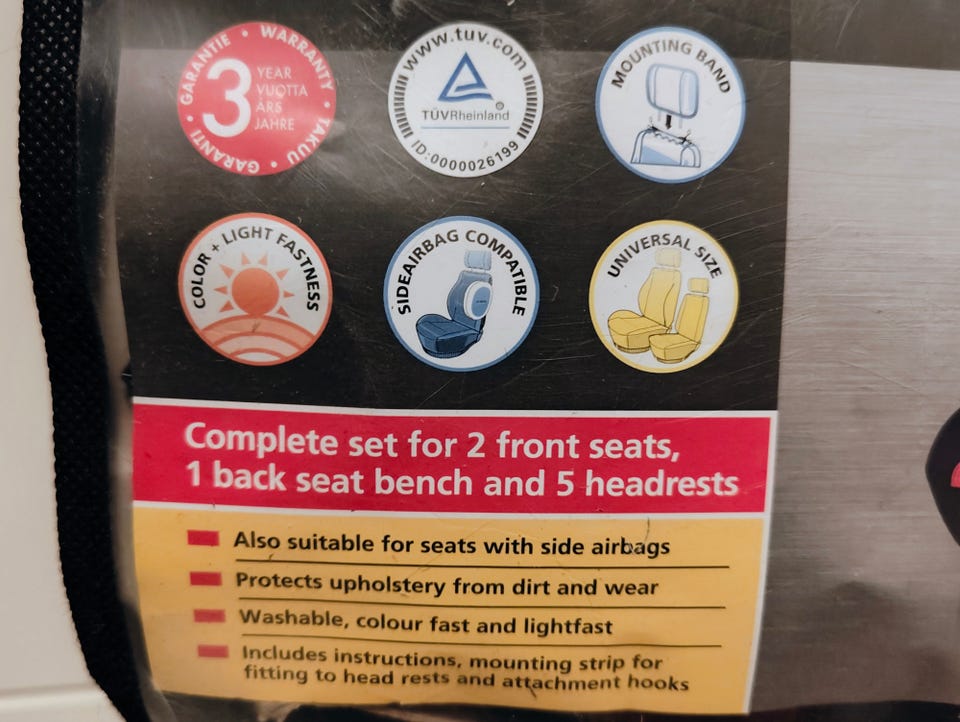 GARANTIE • WARRANTY • TAKUU • GARANTI •
3
YEAR
VUOTTA
ÅRS
JAHRE
www.tuv.com
TÜVRheinland®
ID:0000026199
MOUNTING BAND
COLOR + LIGHT FASTNESS
SIDEAIRBAG COMPATIBLE
UNIVERSAL SIZE
Complete set for 2 front seats,
1 back seat bench and 5 headrests
Also suitable for seats with side airbags
Protects upholstery from dirt and wear
Washable, colour fast and lightfast
Includes instructions, mounting strip for
fitting to head rests and attachment hooks